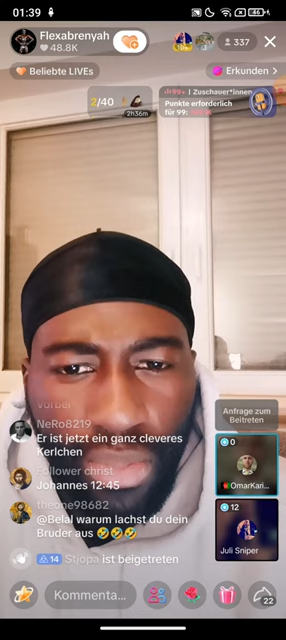 01:39
46
Flexabrenyah
48.8K
337
Beliebte LIVEs
Erkunden >
2/40
2h36m
| Zuschauer*innen
Punkte erforderlich
für 99:
Vorbei
NeRo8219
Er ist jetzt ein ganz cleveres
Kerlchen
Follower christ
Johannes 12:45
theone98682
@Belal warum lachst du dein
Bruder aus 🤣🤣🤣
14 Stjopa ist beigetreten
Anfrage zum
Beitreten
0
OmarKari...
12
Juli Sniper
Kommenta...
22